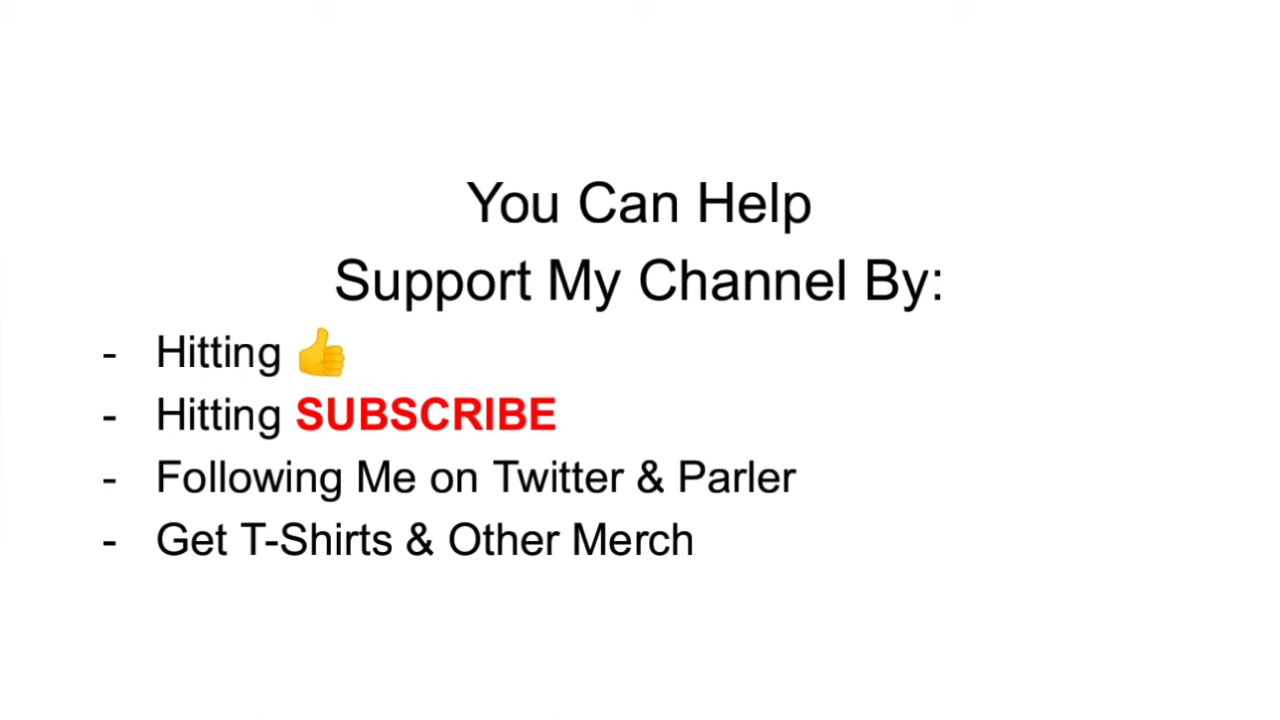 You Can Help
Support My Channel By:
- Hitting 👍
- Hitting SUBSCRIBE
- Following Me on Twitter & Parler
- Get T-Shirts & Other Merch